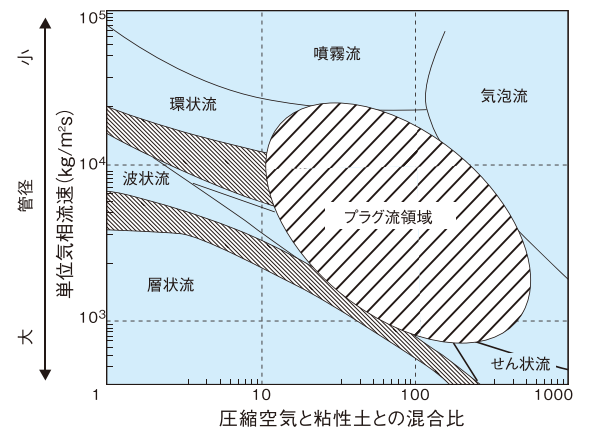 小
管径
大
単位気相流速(kg/m²s)
10⁵
10⁴
10³
1
噴霧流
気泡流
環状流
波状流
プラグ流領域
層状流
せん状流
1
10
100
1000
圧縮空気と粘性土との混合比